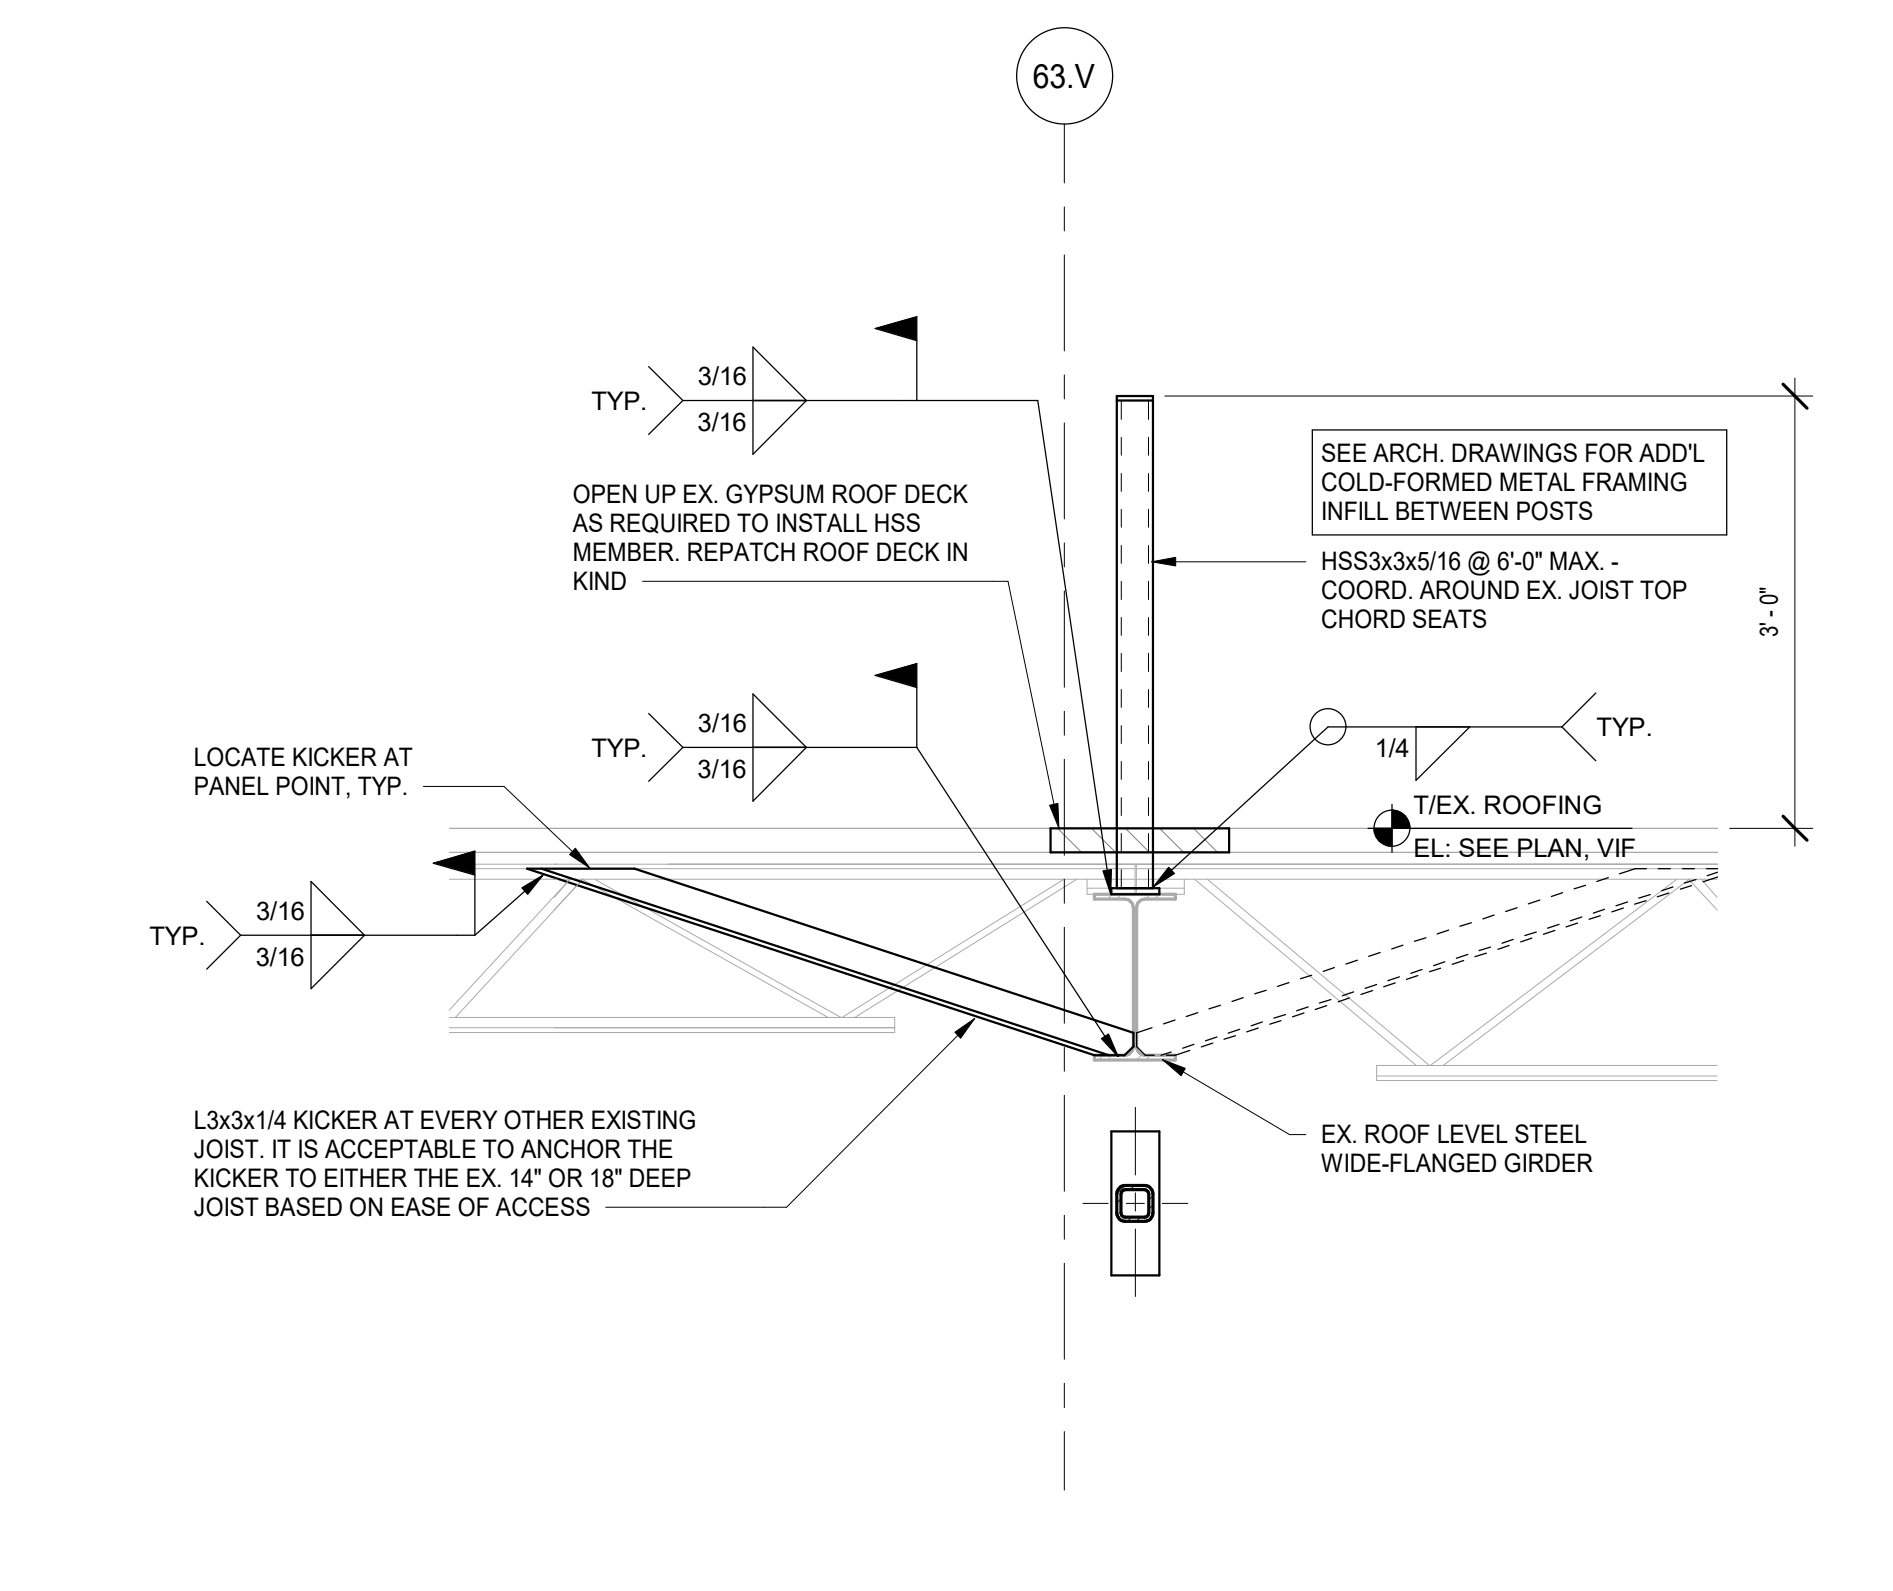 63.V
3/16
TYP.
3/16
SEE ARCH. DRAWINGS FOR ADD'L
COLD-FORMED METAL FRAMING
INFILL BETWEEN POSTS
OPEN UP EX. GYPSUM ROOF DECK
AS REQUIRED TO INSTALL HSS
MEMBER. REPATCH ROOF DECK IN
KIND
HSS3x3x5/16 @ 6'-0" MAX. -
COORD. AROUND EX. JOIST TOP
CHORD SEATS
3' - 0"
3/16
TYP.
3/16
1/4
TYP.
LOCATE KICKER AT
PANEL POINT, TYP.
T/EX. ROOFING
EL: SEE PLAN, VIF
3/16
TYP.
3/16
L3x3x1/4 KICKER AT EVERY OTHER EXISTING
JOIST. IT IS ACCEPTABLE TO ANCHOR THE
KICKER TO EITHER THE EX. 14" OR 18" DEEP
JOIST BASED ON EASE OF ACCESS
EX. ROOF LEVEL STEEL
WIDE-FLANGED GIRDER